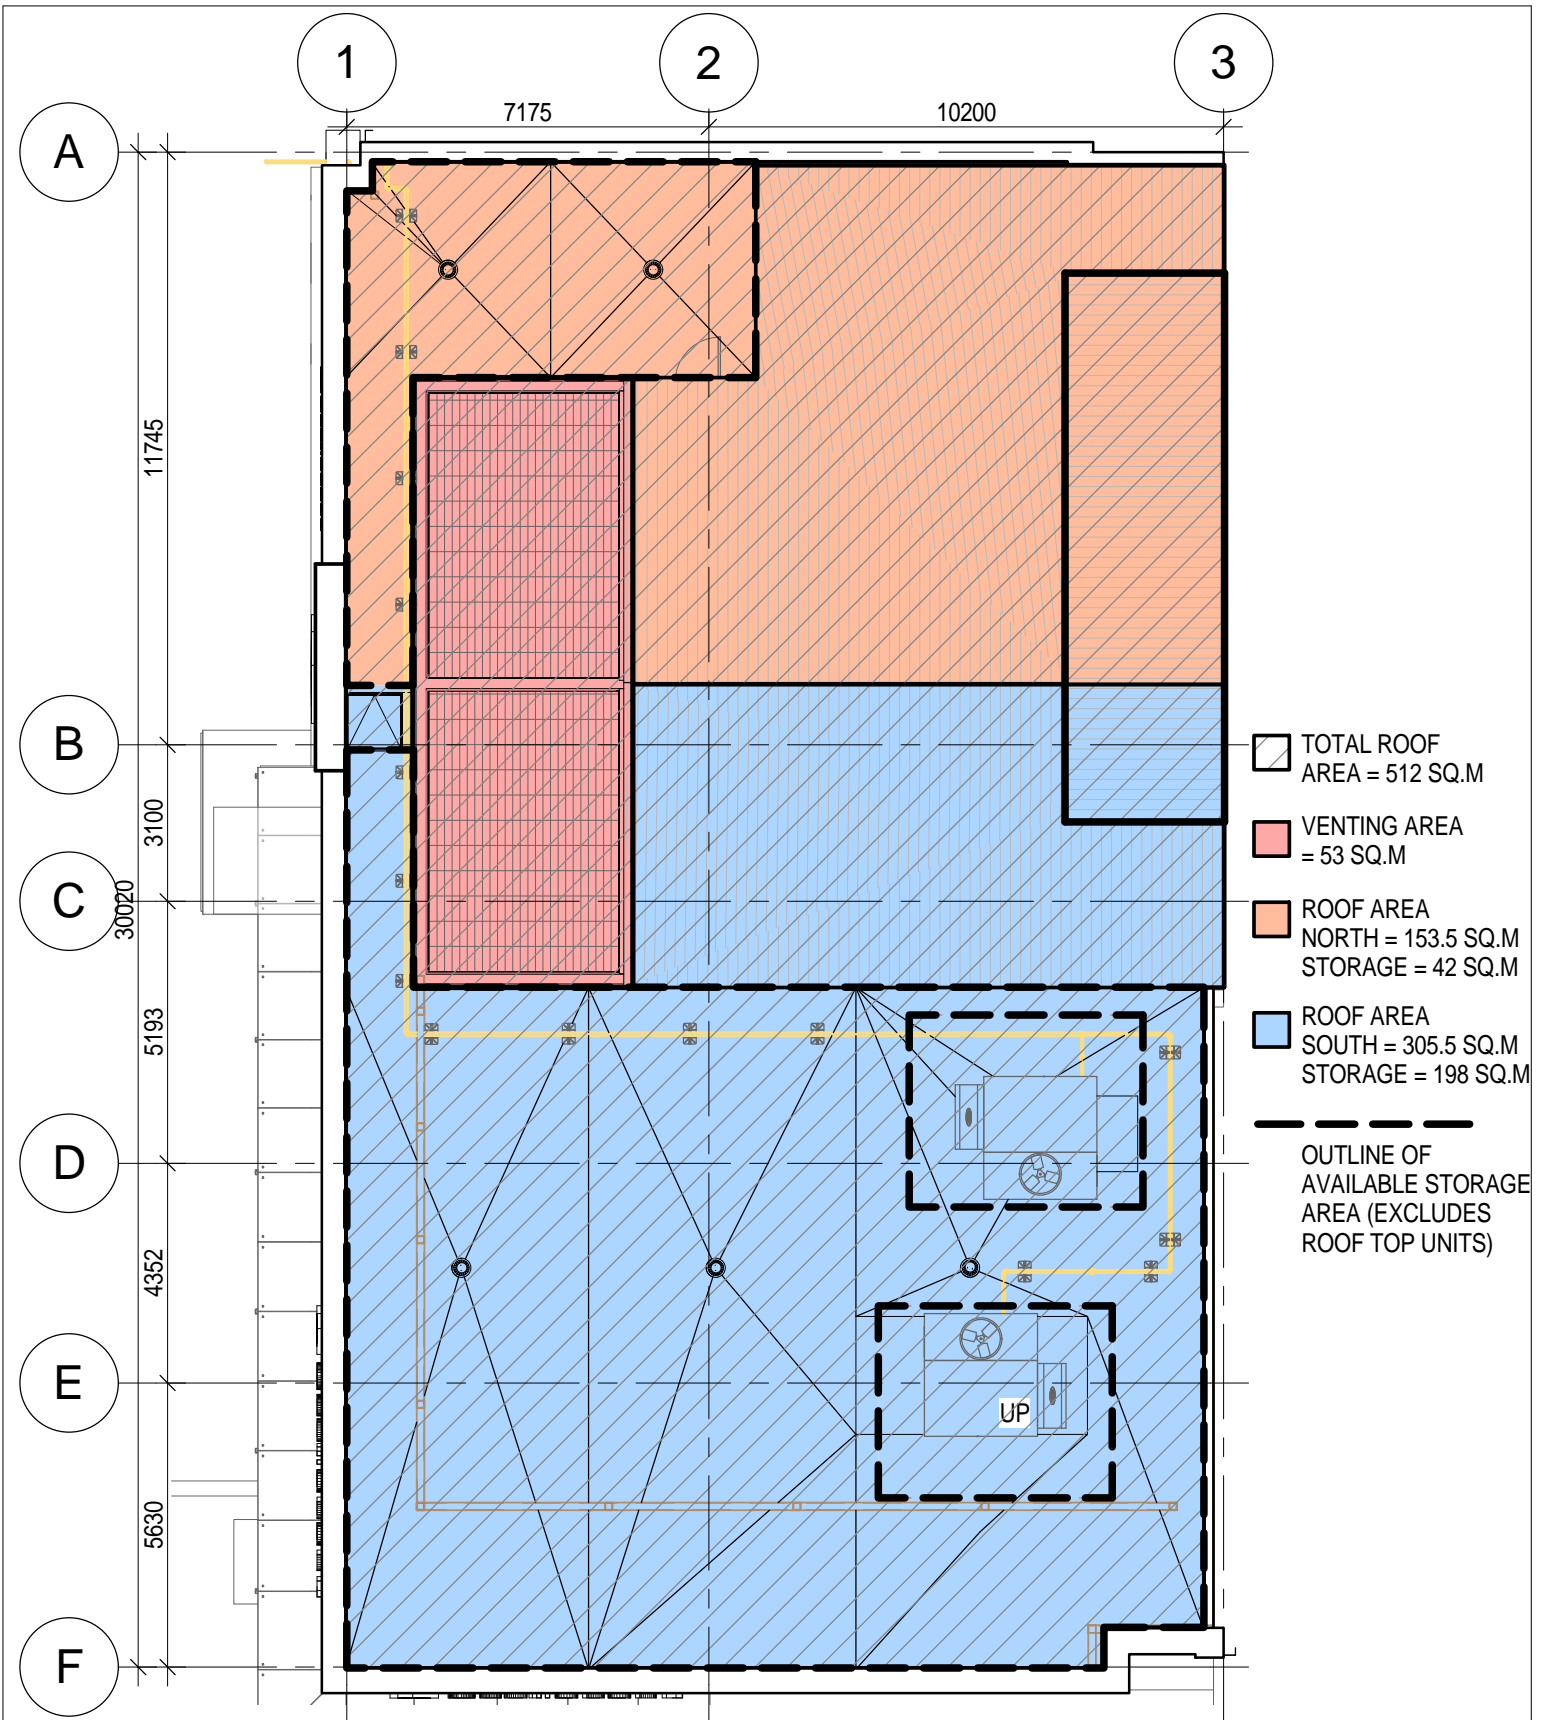 1
2
3
7175
10200
A
11745
B
3100
C
30020
5193
D
4352
E
5630
F
UP
TOTAL ROOF
AREA = 512 SQ.M
VENTING AREA
= 53 SQ.M
ROOF AREA
NORTH = 153.5 SQ.M
STORAGE = 42 SQ.M
ROOF AREA
SOUTH = 305.5 SQ.M
STORAGE = 198 SQ.M
OUTLINE OF
AVAILABLE STORAGE
AREA (EXCLUDES
ROOF TOP UNITS)